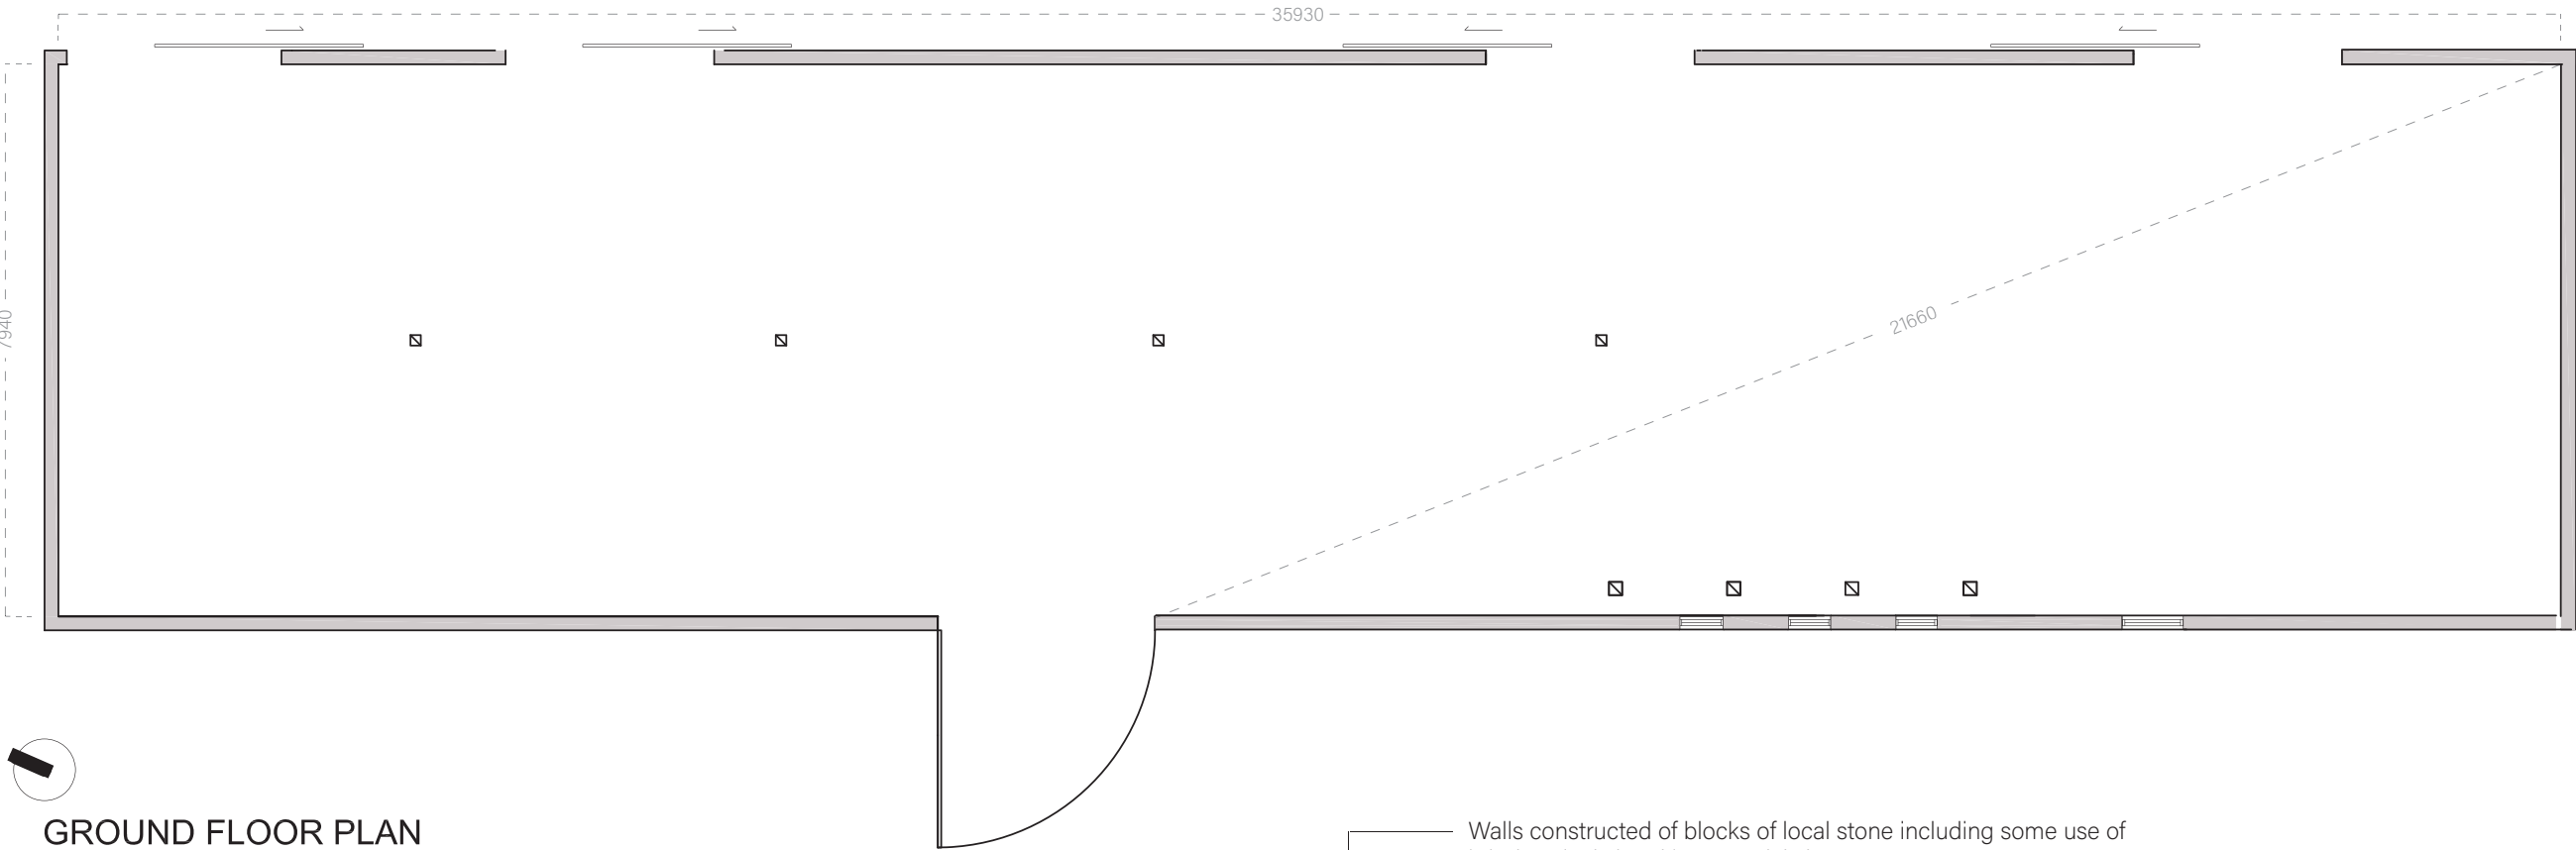 35930
7940
21660
GROUND FLOOR PLAN
Walls constructed of blocks of local stone including some use of